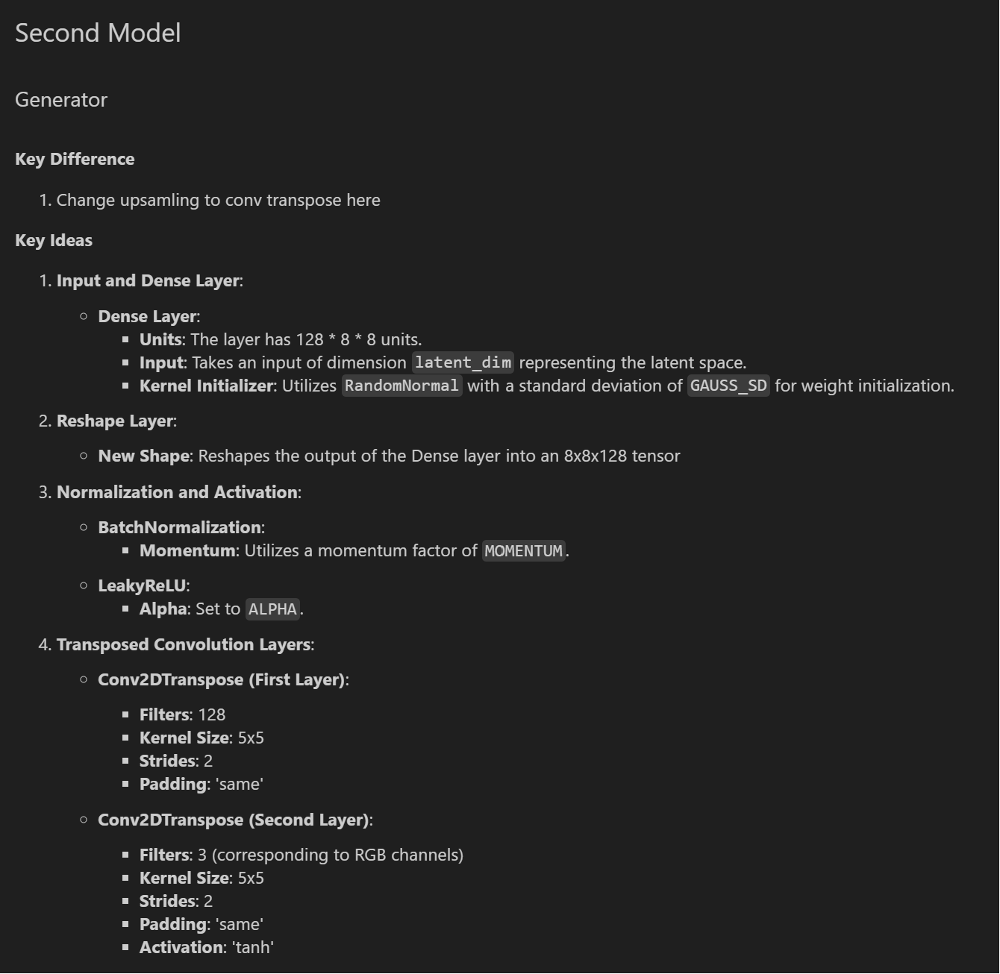 Second Model
Generator
Key Difference
1. Change upsamling to conv transpose here
Key Ideas
1. Input and Dense Layer:
Dense Layer:
Units: The layer has 128 * 8 * 8 units.
Input: Takes an input of dimension latent_dim representing the latent space.
Kernel Initializer: Utilizes RandomNormal with a standard deviation of GAUSS_SD for weight initialization.
2. Reshape Layer:
New Shape: Reshapes the output of the Dense layer into an 8x8x128 tensor
3. Normalization and Activation:
BatchNormalization:
Momentum: Utilizes a momentum factor of MOMENTUM.
LeakyReLU:
Alpha: Set to ALPHA.
4. Transposed Convolution Layers:
Conv2DTranspose (First Layer):
Filters: 128
Kernel Size: 5x5
Strides: 2
Padding: 'same'
Conv2DTranspose (Second Layer):
Filters: 3 (corresponding to RGB channels)
Kernel Size: 5x5
Strides: 2
Padding: 'same'
Activation: 'tanh'